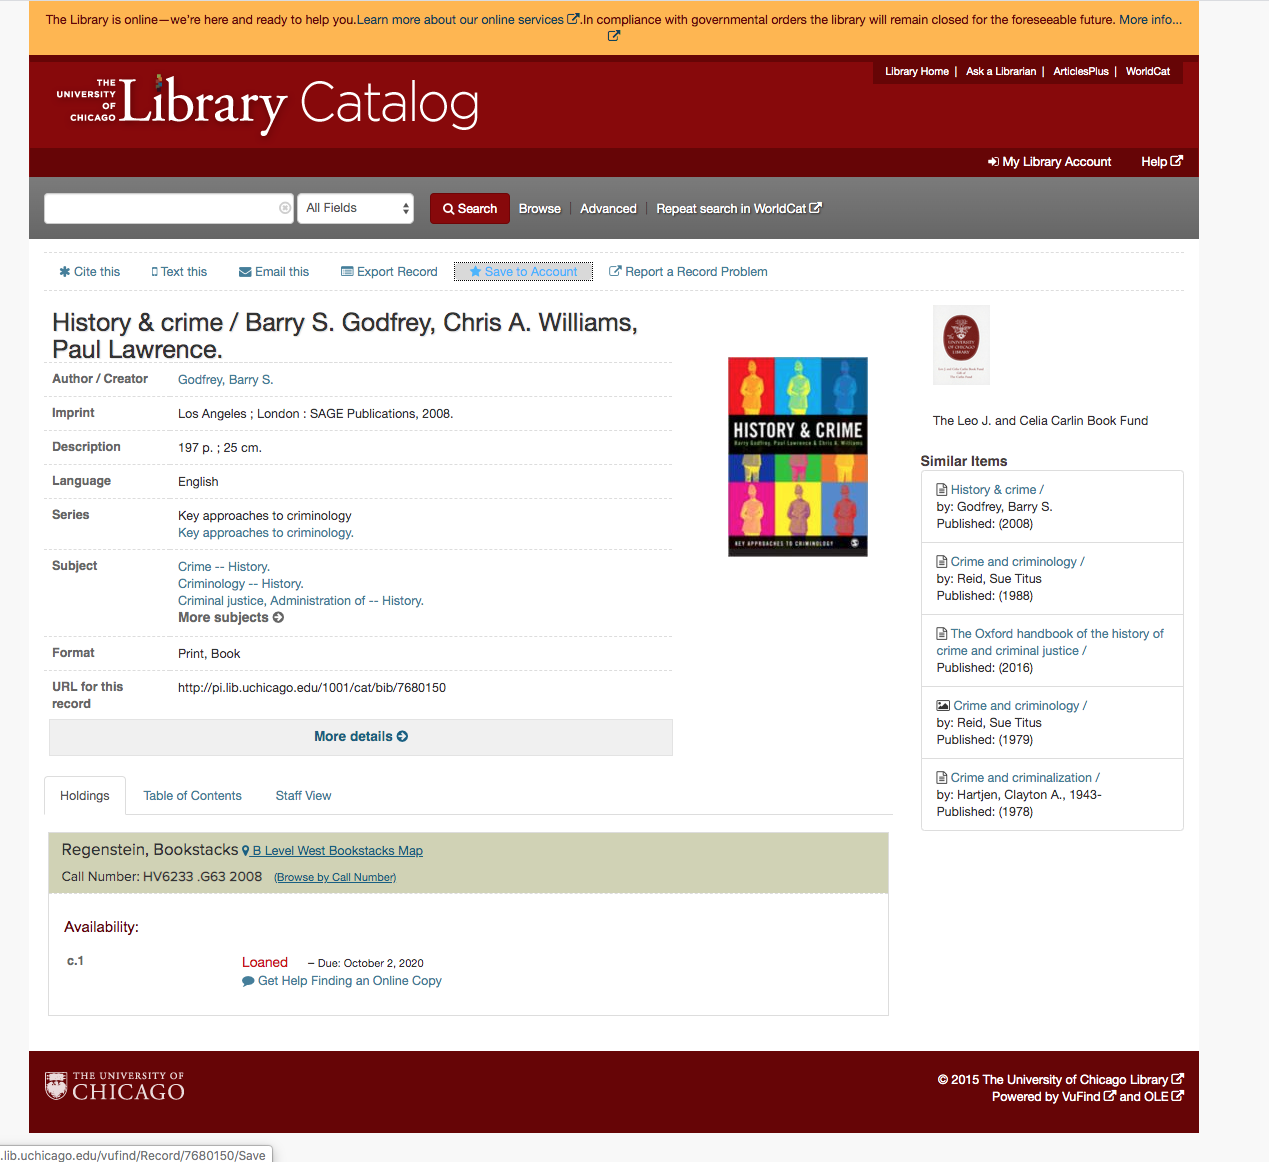 The Library is online—we're here and ready to help you.Learn more about our online services .In compliance with governmental orders the library will remain closed for the foreseeable future. More info...
Library Home | Ask a Librarian | ArticlesPlus | WorldCat
THE UNIVERSITY OF CHICAGO Library Catalog
My Library Account Help
All Fields Search Browse | Advanced | Repeat search in WorldCat
Cite this Text this Email this Export Record Save to Account Report a Record Problem
History & crime / Barry S. Godfrey, Chris A. Williams,
Paul Lawrence.
Author / Creator Godfrey, Barry S.
Imprint Los Angeles ; London : SAGE Publications, 2008.
Description 197 p. ; 25 cm.
Language English
Series Key approaches to criminology
Key approaches to criminology.
Subject Crime -- History.
Criminology -- History.
Criminal justice, Administration of -- History.
More subjects
Format Print, Book
URL for this http://pi.lib.uchicago.edu/1001/cat/bib/7680150
record
More details
HISTORY & CRIME
Barry Godfrey, Paul Lawrence & Chris A. Williams
KEY APPROACHES TO CRIMINOLOGY
THE
UNIVERSITY
OF CHICAGO
LIBRARY
The Leo J. and Celia Carlin Book Fund
Similar Items
History & crime /
by: Godfrey, Barry S.
Published: (2008)
Crime and criminology /
by: Reid, Sue Titus
Published: (1988)
The Oxford handbook of the history of
crime and criminal justice /
Published: (2016)
Crime and criminology /
by: Reid, Sue Titus
Published: (1979)
Crime and criminalization /
by: Hartjen, Clayton A., 1943-
Published: (1978)
Holdings Table of Contents Staff View
Regenstein, Bookstacks B Level West Bookstacks Map
Call Number: HV6233 .G63 2008 (Browse by Call Number)
Availability:
c.1 Loaned – Due: October 2, 2020
Get Help Finding an Online Copy
THE UNIVERSITY OF
CHICAGO
© 2015 The University of Chicago Library
Powered by VuFind and OLE
.lib.uchicago.edu/vufind/Record/7680150/Save